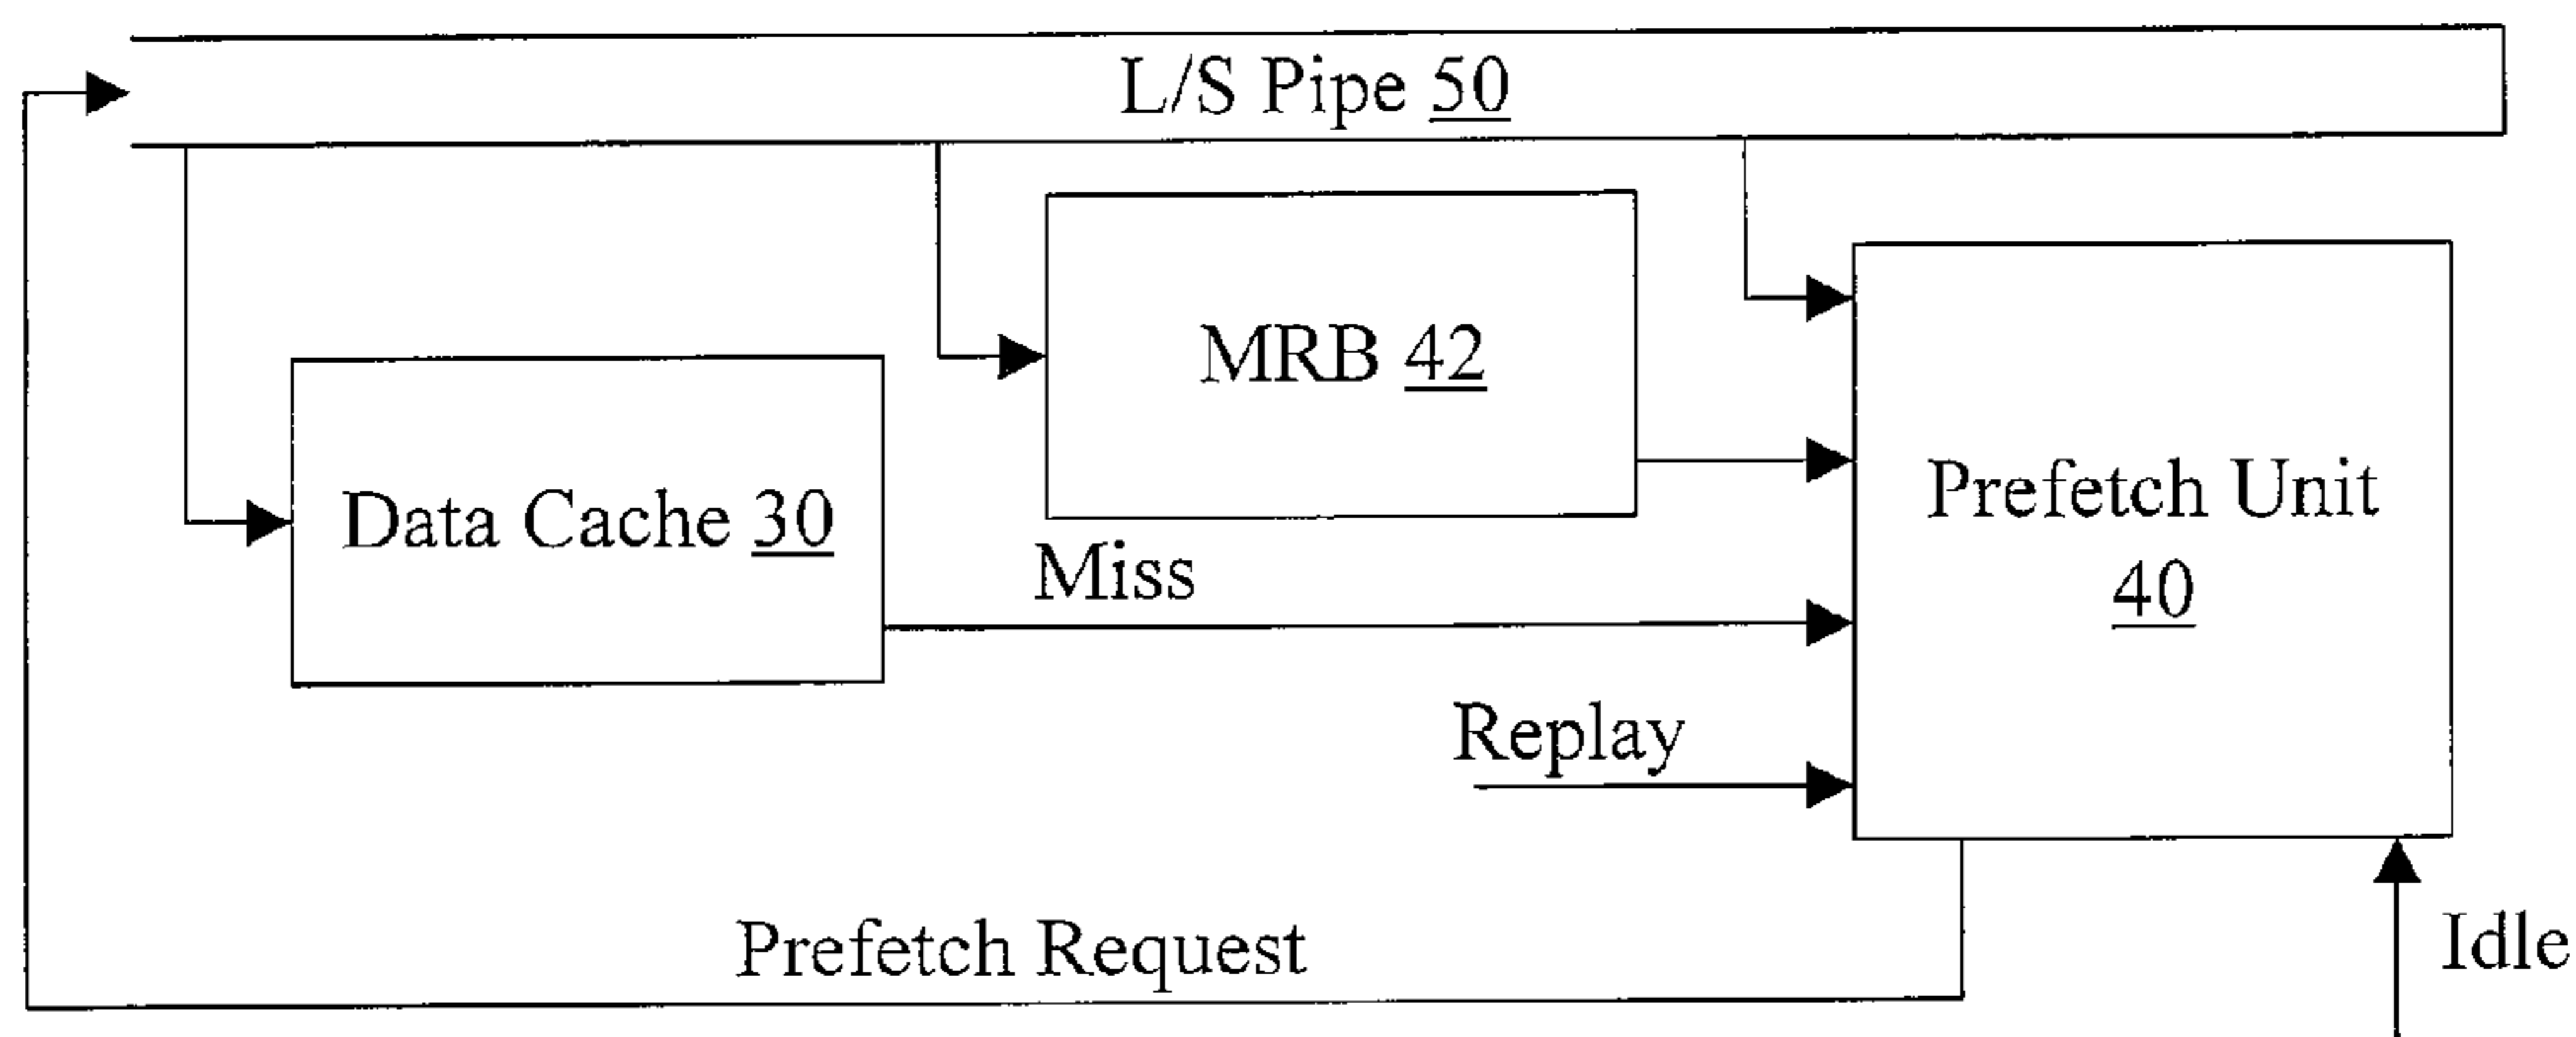 L/S Pipe 50
MRB 42
Data Cache 30
Prefetch Unit
40
Miss
Replay
Prefetch Request
Idle